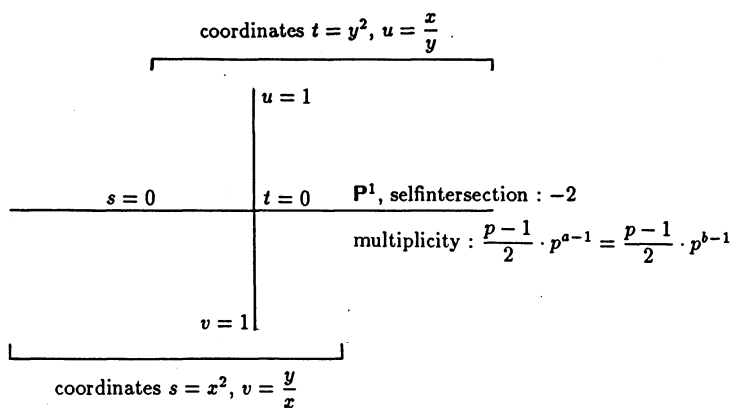 coordinates t = y², u = x/y
u = 1
s = 0 t = 0 P¹, selfintersection : −2
multiplicity : (p − 1)/2 · p^{a−1} = (p − 1)/2 · p^{b−1}
v = 1
coordinates s = x², v = y/x